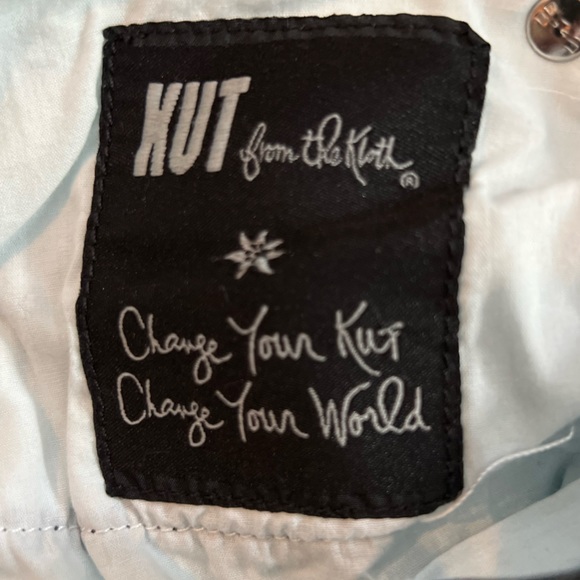 KUT from the Kloth ®
Change Your Kut
Change Your World